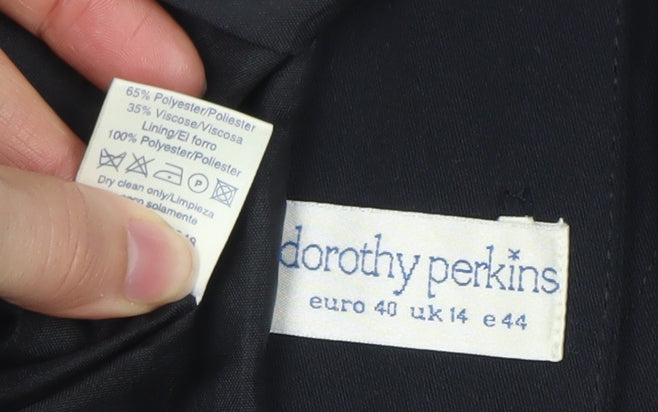 65% Polyester/Poliester
35% Viscose/Viscosa
Lining/El forro
100% Polyester/Poliester
P
Dry clean only/Limpieza
solamente
dorothy perkins
euro 40 uk 14 e 44